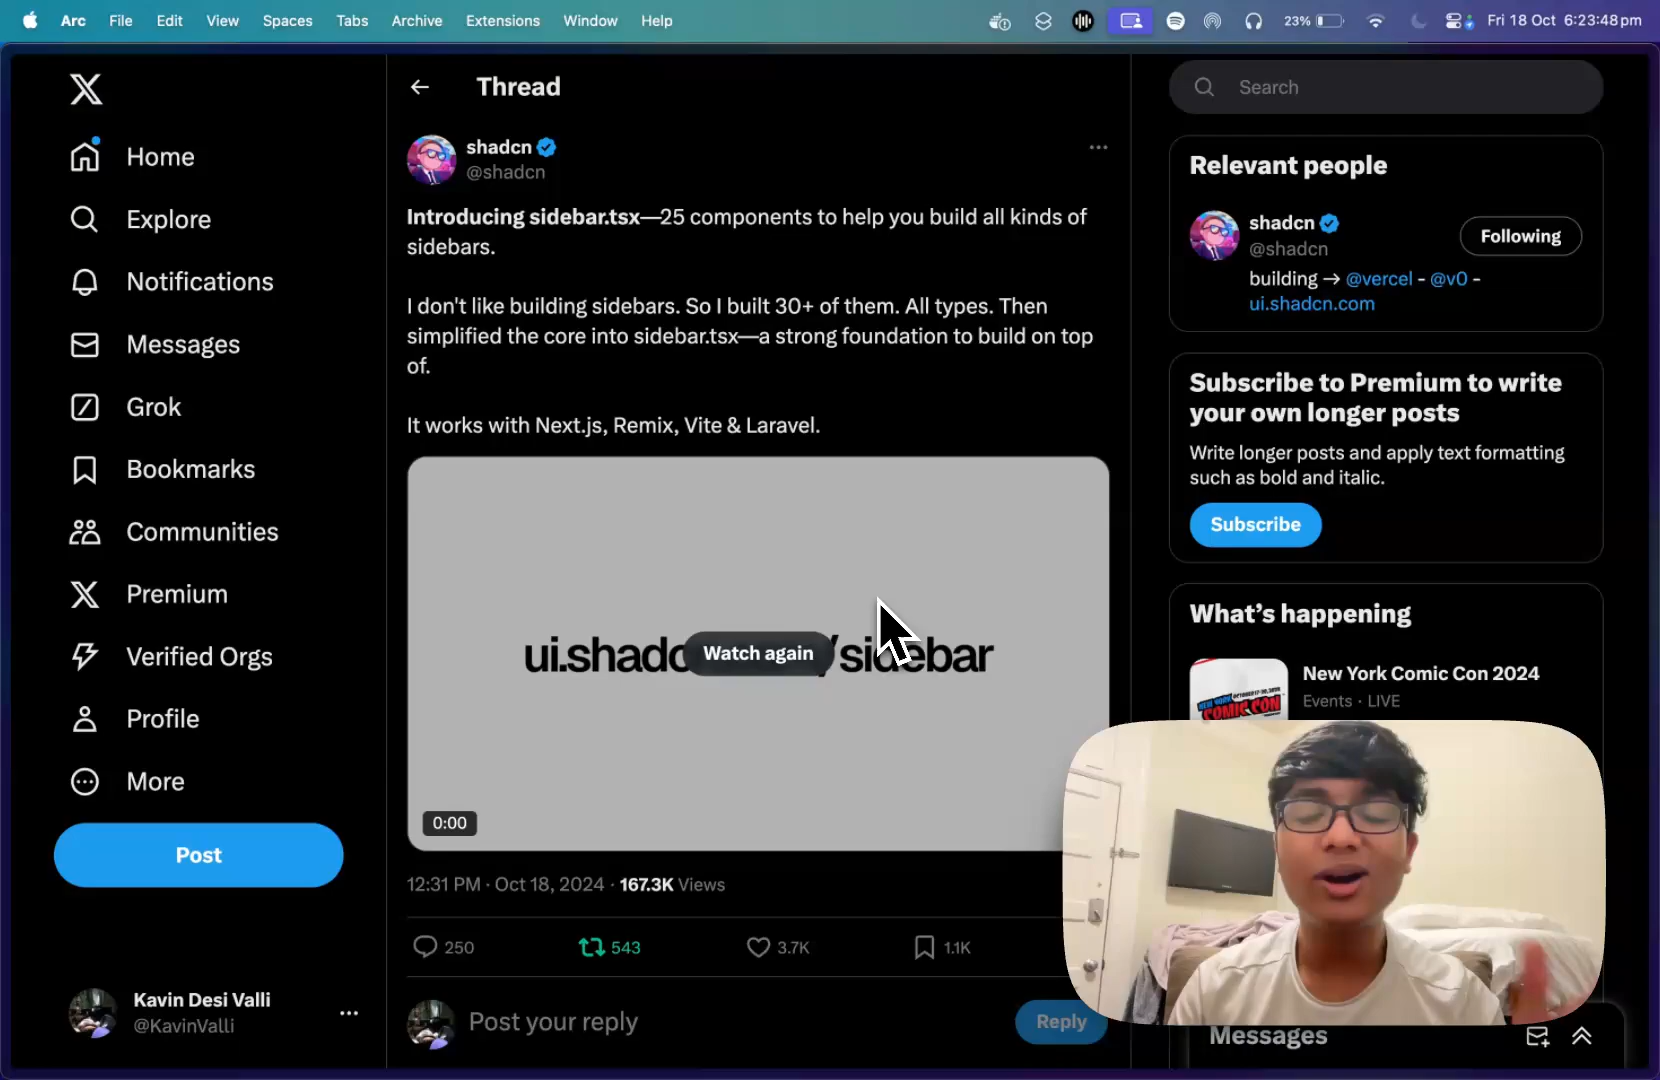 Arc File Edit View Spaces Tabs Archive Extensions Window Help 23% Fri 18 Oct 6:23:48 pm
Home
Explore
Notifications
Messages
Grok
Bookmarks
Communities
Premium
Verified Orgs
Profile
More
Post
Kavin Desi Valli
@KavinValli
Thread
shadcn
@shadcn
Introducing sidebar.tsx—25 components to help you build all kinds of
sidebars.
I don't like building sidebars. So I built 30+ of them. All types. Then
simplified the core into sidebar.tsx—a strong foundation to build on top
of.
It works with Next.js, Remix, Vite & Laravel.
Watch again
sidebar
0:00
12:31 PM · Oct 18, 2024 · 167.3K Views
250 543 3.7K 1.1K
Post your reply
Reply
Search
Relevant people
shadcn
@shadcn
Following
building → @vercel - @v0 -
ui.shadcn.com
Subscribe to Premium to write
your own longer posts
Write longer posts and apply text formatting
such as bold and italic.
Subscribe
What's happening
New York Comic Con 2024
Events · LIVE
NEW YORK
COMIC CON
Messages